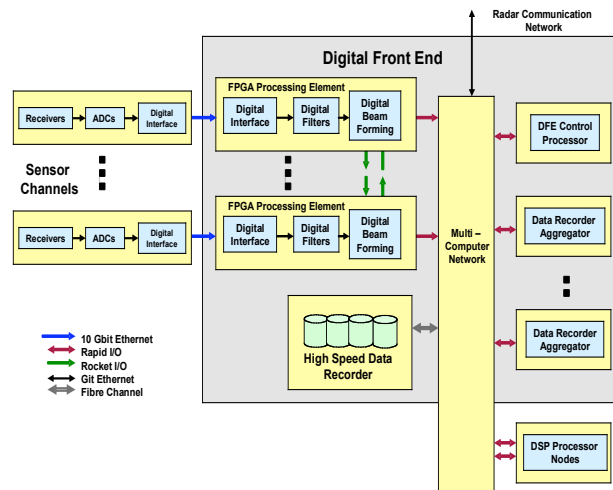 Radar Communication
Network
Digital Front End
FPGA Processing Element
Receivers
ADCs
Digital
Interface
Digital
Interface
Digital
Filters
Digital
Beam
Forming
DFE Control
Processor
Sensor
Channels
FPGA Processing Element
Receivers
ADCs
Digital
Interface
Digital
Interface
Digital
Filters
Digital
Beam
Forming
Multi –
Computer
Network
Data Recorder
Aggregator
High Speed Data
Recorder
Data Recorder
Aggregator
10 Gbit Ethernet
Rapid I/O
Rocket I/O
Git Ethernet
Fibre Channel
DSP Processor
Nodes